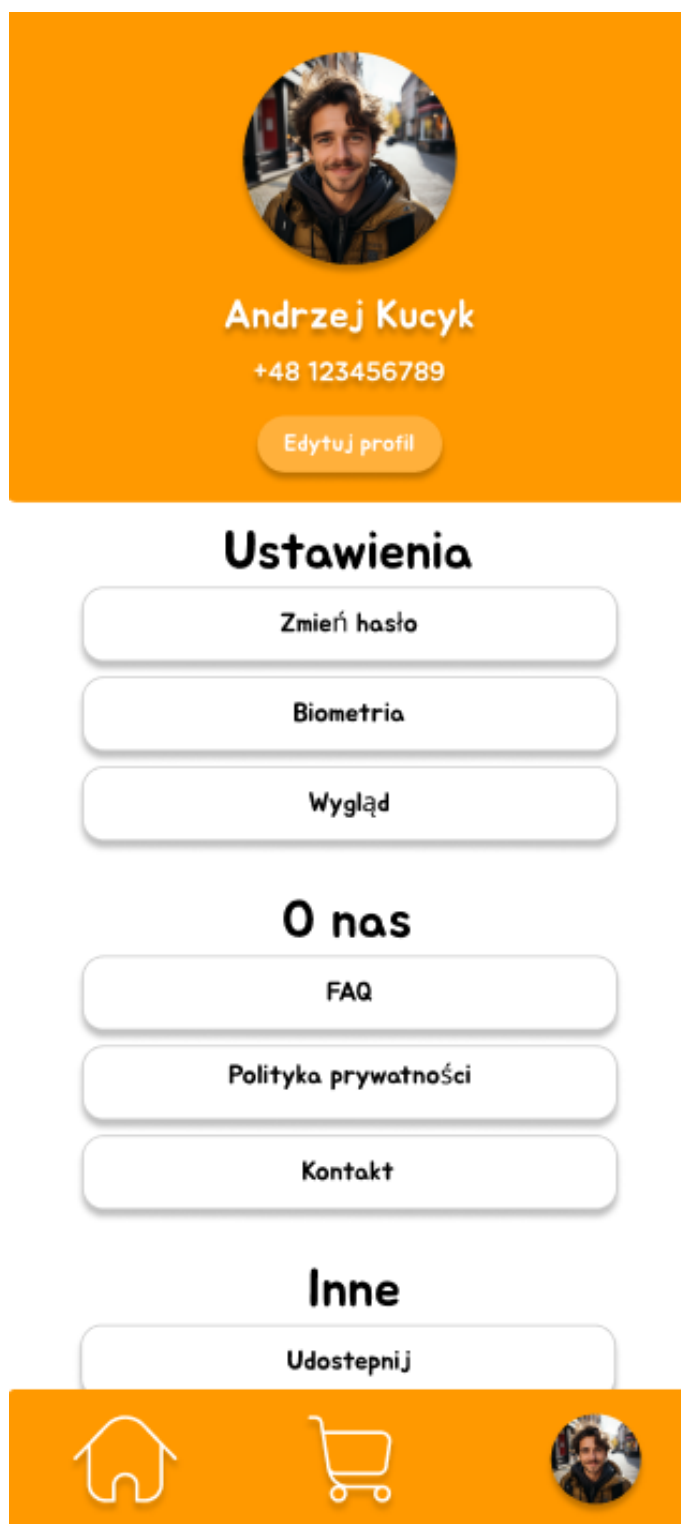 Andrzej Kucyk
+48 123456789
Edytuj profil
Ustawienia
Zmień hasło
Biometria
Wygląd
O nas
FAQ
Polityka prywatności
Kontakt
Inne
Udostepnij